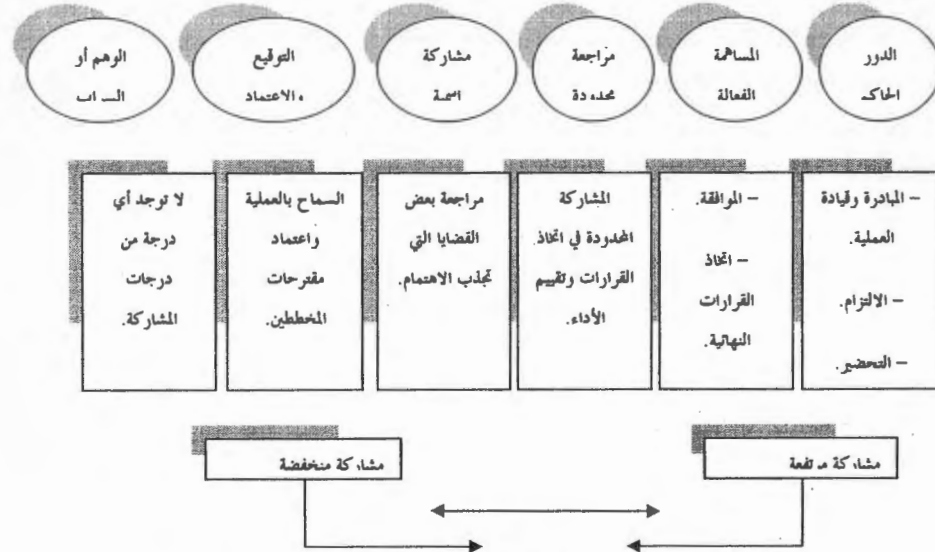 الدور
الحاكم
المساهمة
الفعالة
مراجعة
محدودة
مشاركة
التوقيع
والاعتماد
الوهم أو
– المبادرة وقيادة
العملية.
– الالتزام.
– التحضير.
– الموافقة.
– اتخاذ
القرارات
النهائية.
المشاركة
المحدودة في اتخاذ
القرارات وتقييم
الأداء.
مراجعة بعض
القضايا التي
تجذب الاهتمام.
السماح بالعملية
واعتماد
مقترحات
المخططين.
لا توجد أي
درجة من
درجات
المشاركة.
مشاركة مرتفعة
مشاركة منخفضة